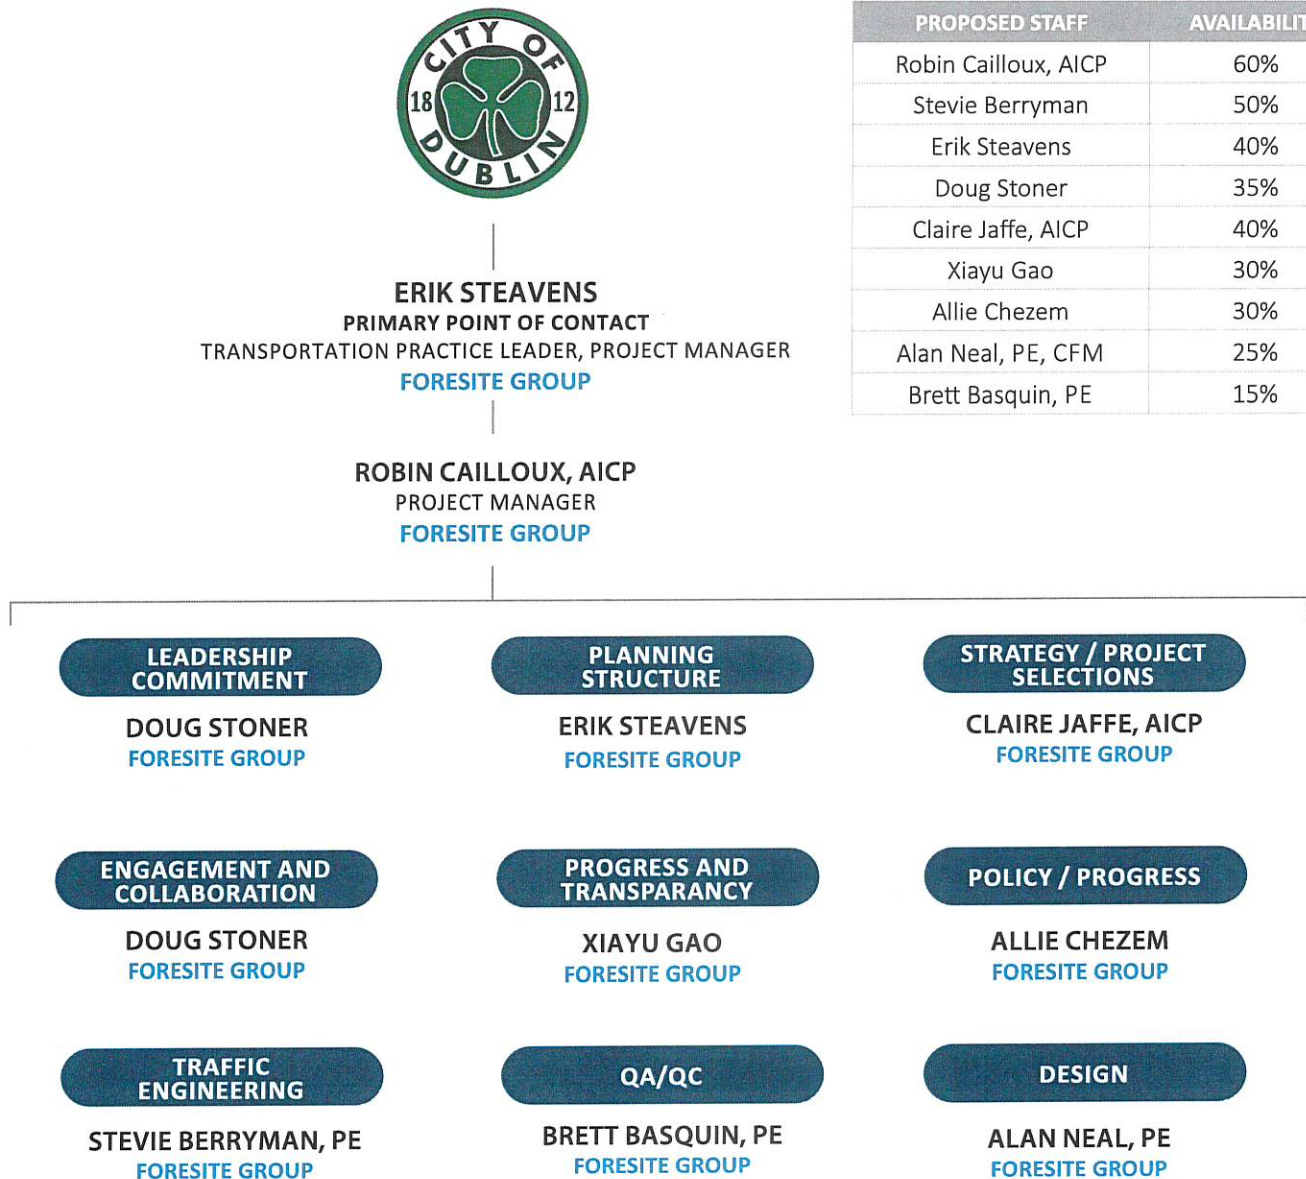 CITY OF
18 12
DUBLIN
PROPOSED STAFF AVAILABILIT
Robin Cailloux, AICP 60%
Stevie Berryman 50%
Erik Steavens 40%
Doug Stoner 35%
Claire Jaffe, AICP 40%
Xiayu Gao 30%
Allie Chezem 30%
Alan Neal, PE, CFM 25%
Brett Basquin, PE 15%
ERIK STEAVENS
PRIMARY POINT OF CONTACT
TRANSPORTATION PRACTICE LEADER, PROJECT MANAGER
FORESITE GROUP
ROBIN CAILLOUX, AICP
PROJECT MANAGER
FORESITE GROUP
LEADERSHIP
COMMITMENT
DOUG STONER
FORESITE GROUP
PLANNING
STRUCTURE
ERIK STEAVENS
FORESITE GROUP
STRATEGY / PROJECT
SELECTIONS
CLAIRE JAFFE, AICP
FORESITE GROUP
ENGAGEMENT AND
COLLABORATION
DOUG STONER
FORESITE GROUP
PROGRESS AND
TRANSPARANCY
XIAYU GAO
FORESITE GROUP
POLICY / PROGRESS
ALLIE CHEZEM
FORESITE GROUP
TRAFFIC
ENGINEERING
STEVIE BERRYMAN, PE
FORESITE GROUP
QA/QC
BRETT BASQUIN, PE
FORESITE GROUP
DESIGN
ALAN NEAL, PE
FORESITE GROUP